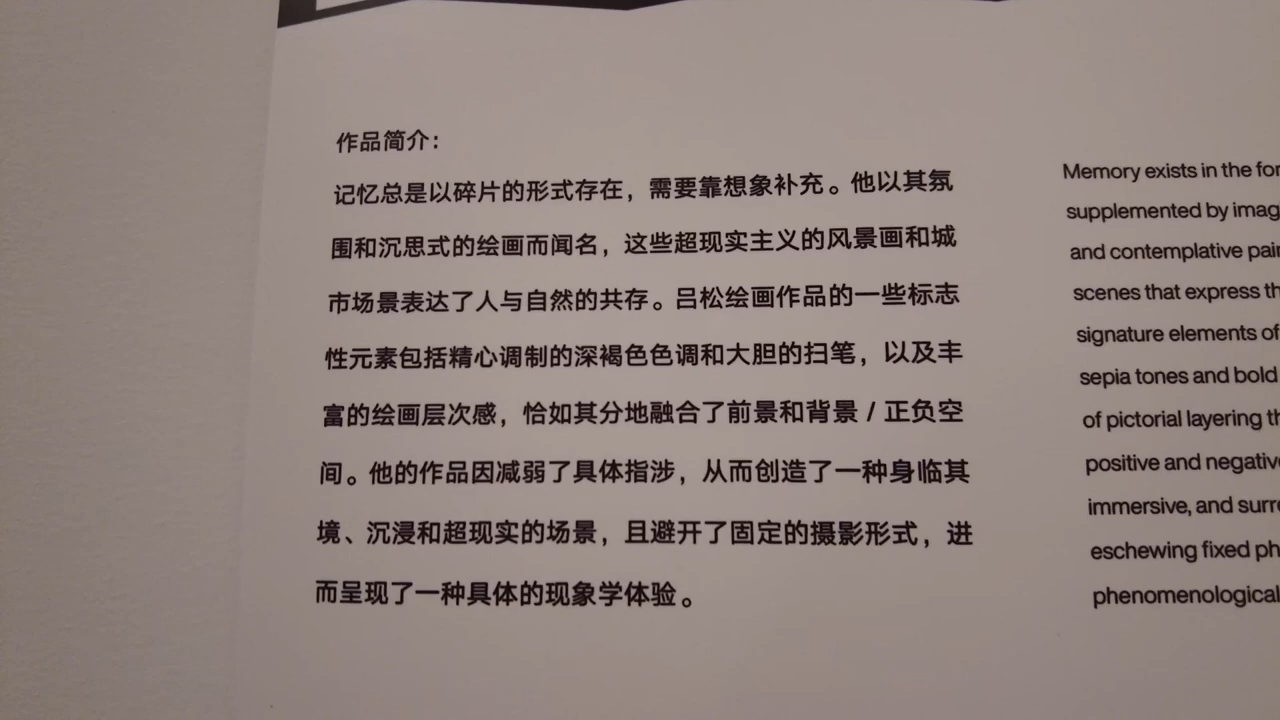 作品简介：
记忆总是以碎片的形式存在，需要靠想象补充。他以其氛
围和沉思式的绘画而闻名，这些超现实主义的风景画和城
市场景表达了人与自然的共存。吕松绘画作品的一些标志
性元素包括精心调制的深褐色色调和大胆的扫笔，以及丰
富的绘画层次感，恰如其分地融合了前景和背景 / 正负空
间。他的作品因减弱了具体指涉，从而创造了一种身临其
境、沉浸和超现实的场景，且避开了固定的摄影形式，进
而呈现了一种具体的现象学体验。
Memory exists in the
supplemented by
and contemplative
scenes that express
signature elements of
sepia tones and bold
of pictorial layering
positive and
immersive, and
eschewing fixed
phenomenological